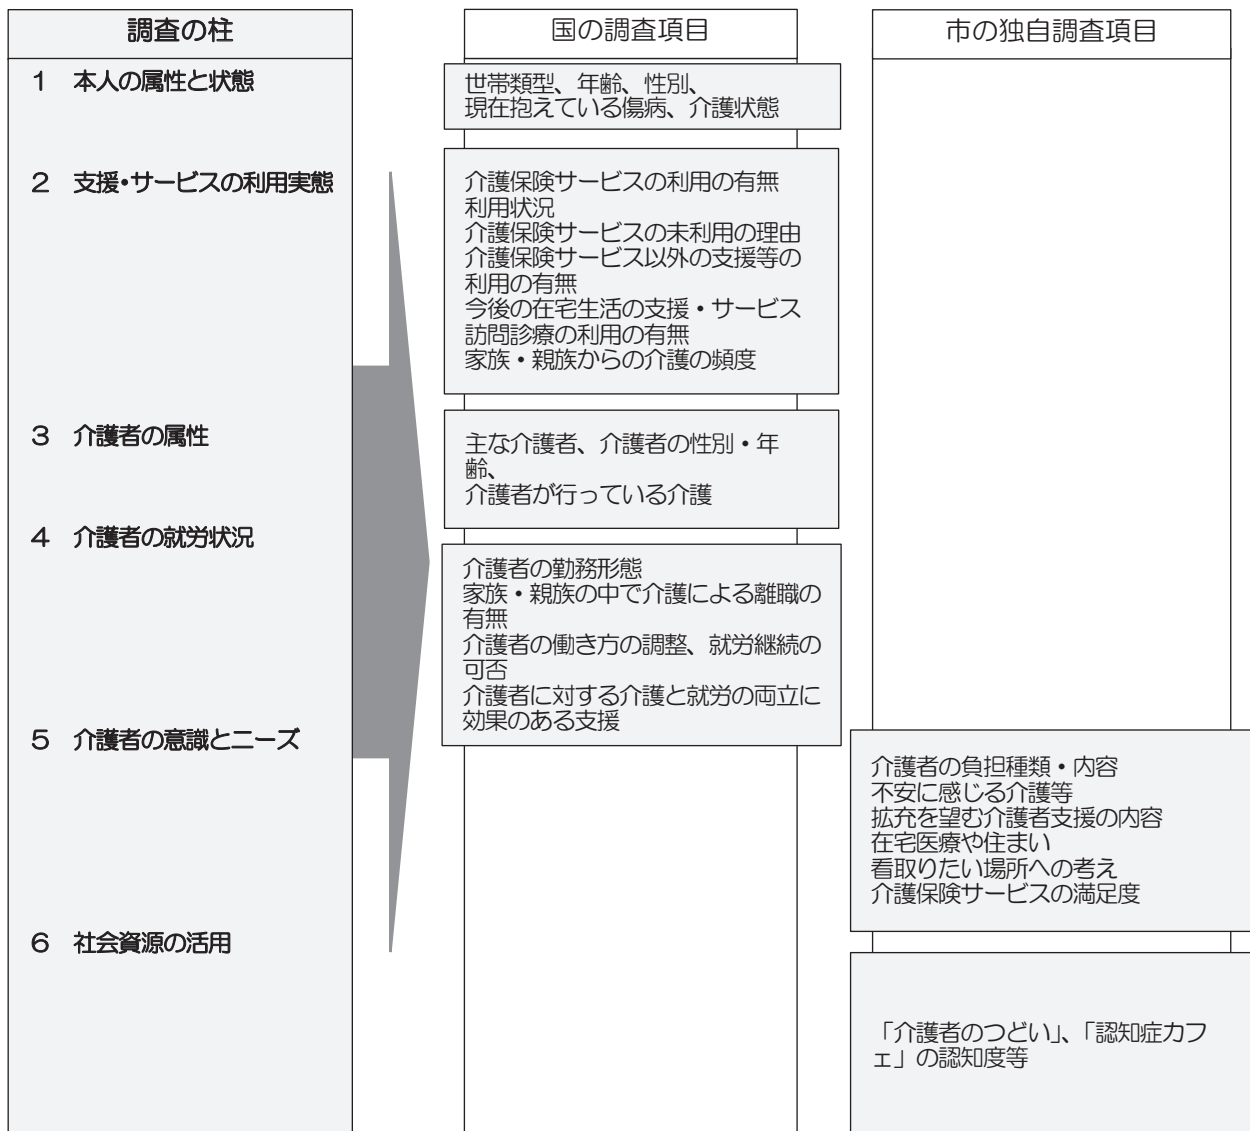 調査の柱
1 本人の属性と状態
2 支援・サービスの利用実態
3 介護者の属性
4 介護者の就労状況
5 介護者の意識とニーズ
6 社会資源の活用
国の調査項目
世帯類型、年齢、性別、
現在抱えている傷病、介護状態
介護保険サービスの利用の有無
利用状況
介護保険サービスの未利用の理由
介護保険サービス以外の支援等の
利用の有無
今後の在宅生活の支援・サービス
訪問診療の利用の有無
家族・親族からの介護の頻度
主な介護者、介護者の性別・年
齢、
介護者が行っている介護
介護者の勤務形態
家族・親族の中で介護による離職の
有無
介護者の働き方の調整、就労継続の
可否
介護者に対する介護と就労の両立に
効果のある支援
市の独自調査項目
介護者の負担種類・内容
不安に感じる介護等
拡充を望む介護者支援の内容
在宅医療や住まい
看取りたい場所への考え
介護保険サービスの満足度
「介護者のつどい」、「認知症カフ
ェ」の認知度等